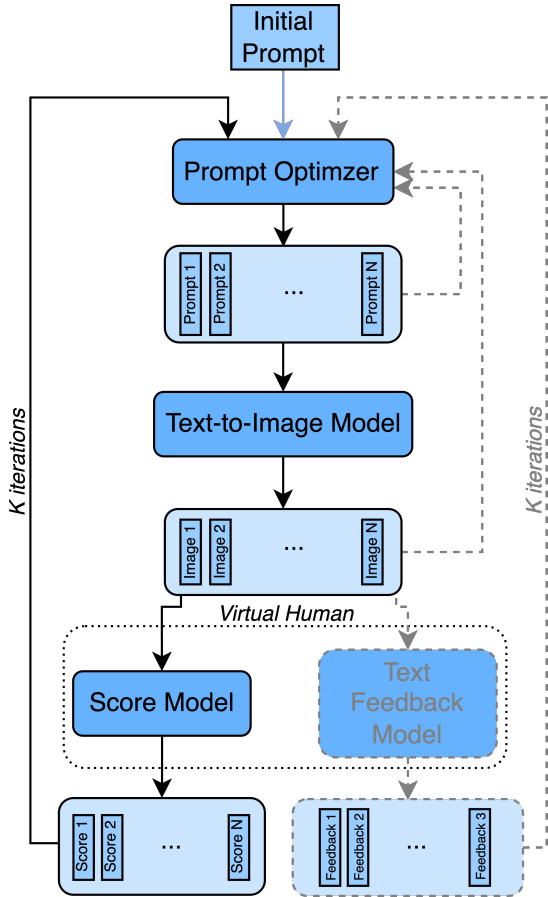 Initial
Prompt
Prompt Optimzer
Prompt 1
Prompt 2
...
Prompt N
Text-to-Image Model
K iterations
K iterations
Image 1
Image 2
...
Image N
Virtual Human
Score Model
Text
Feedback
Model
Score 1
Score 2
...
Score N
Feedback 1
Feedback 2
...
Feedback 3